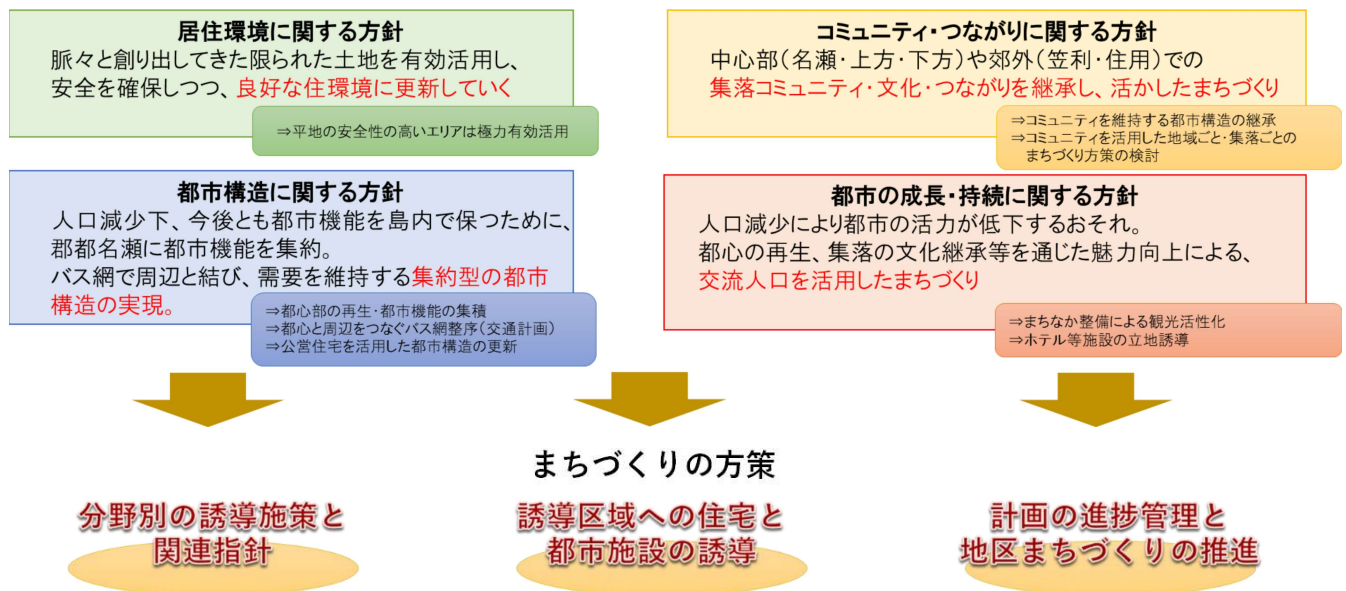 居住環境に関する方針
脈々と創り出してきた限られた土地を有効活用し、
安全を確保しつつ、良好な住環境に更新していく
⇒平地の安全性の高いエリアは極力有効活用
コミュニティ・つながりに関する方針
中心部(名瀬・上方・下方)や郊外(笠利・住用)での
集落コミュニティ・文化・つながりを継承し、活かしたまちづくり
⇒コミュニティを維持する都市構造の継承
⇒コミュニティを活用した地域ごと・集落ごとの
まちづくり方策の検討
都市構造に関する方針
人口減少下、今後とも都市機能を島内で保つために、
郡都名瀬に都市機能を集約。
バス網で周辺と結び、需要を維持する集約型の都市
構造の実現。
⇒都心部の再生・都市機能の集積
⇒都心と周辺をつなぐバス網整序(交通計画)
⇒公営住宅を活用した都市構造の更新
都市の成長・持続に関する方針
人口減少により都市の活力が低下するおそれ。
都心の再生、集落の文化継承等を通じた魅力向上による、
交流人口を活用したまちづくり
⇒まちなか整備による観光活性化
⇒ホテル等施設の立地誘導
まちづくりの方策
分野別の誘導施策と
関連指針
誘導区域への住宅と
都市施設の誘導
計画の進捗管理と
地区まちづくりの推進